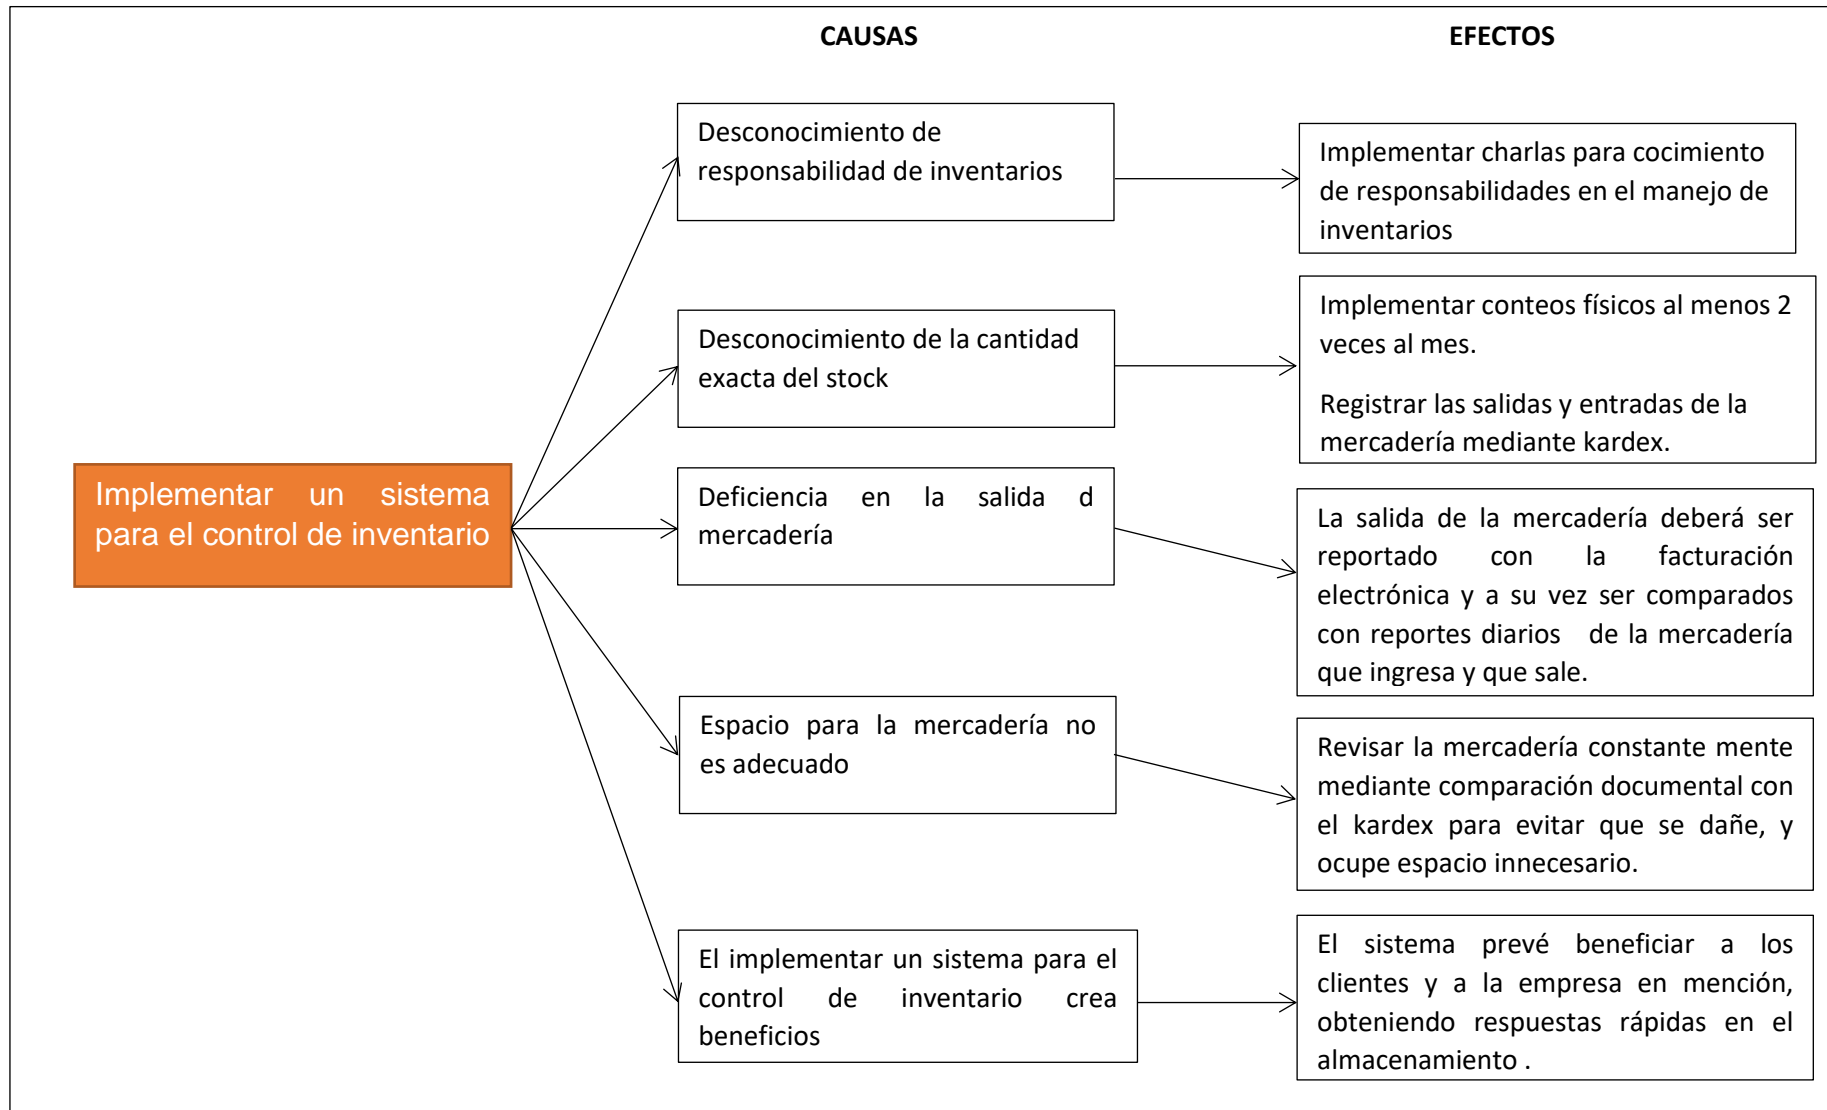 CAUSAS
EFECTOS
Implementar un sistema
para el control de inventario
Desconocimiento de
responsabilidad de inventarios
Implementar charlas para cocimiento
de responsabilidades en el manejo de
inventarios
Desconocimiento de la cantidad
exacta del stock
Implementar conteos físicos al menos 2
veces al mes.
Registrar las salidas y entradas de la
mercadería mediante kardex.
Deficiencia en la salida d
mercadería
La salida de la mercadería deberá ser
reportado con la facturación
electrónica y a su vez ser comparados
con reportes diarios de la mercadería
que ingresa y que sale.
Espacio para la mercadería no
es adecuado
Revisar la mercadería constante mente
mediante comparación documental con
el kardex para evitar que se dañe, y
ocupe espacio innecesario.
El implementar un sistema para el
control de inventario crea
beneficios
El sistema prevé beneficiar a los
clientes y a la empresa en mención,
obteniendo respuestas rápidas en el
almacenamiento .